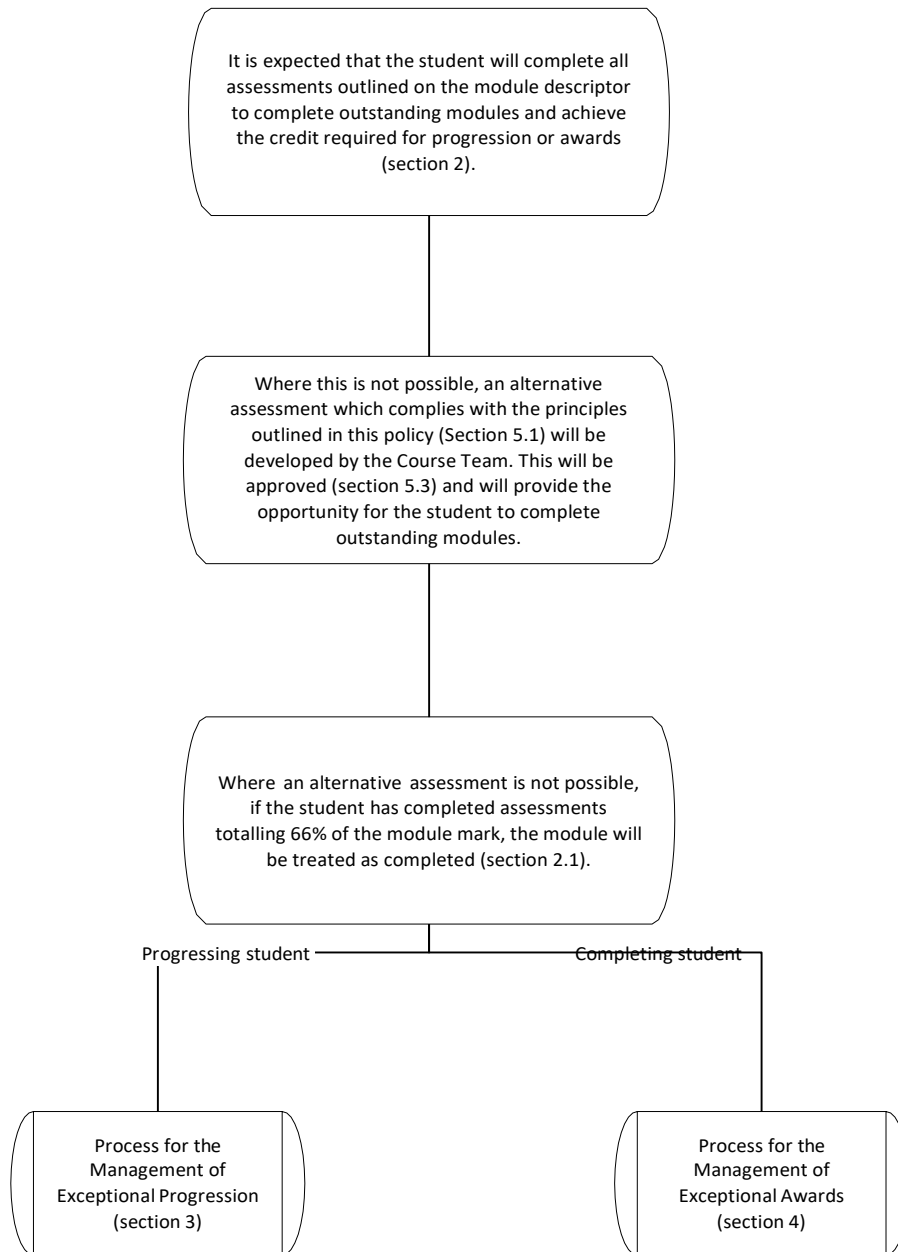 It is expected that the student will complete all
assessments outlined on the module descriptor
to complete outstanding modules and achieve
the credit required for progression or awards
(section 2).
Where this is not possible, an alternative
assessment which complies with the principles
outlined in this policy (Section 5.1) will be
developed by the Course Team. This will be
approved (section 5.3) and will provide the
opportunity for the student to complete
outstanding modules.
Where an alternative assessment is not possible,
if the student has completed assessments
totalling 66% of the module mark, the module will
be treated as completed (section 2.1).
Progressing student
Completing student
Process for the
Management of
Exceptional Progression
(section 3)
Process for the
Management of
Exceptional Awards
(section 4)